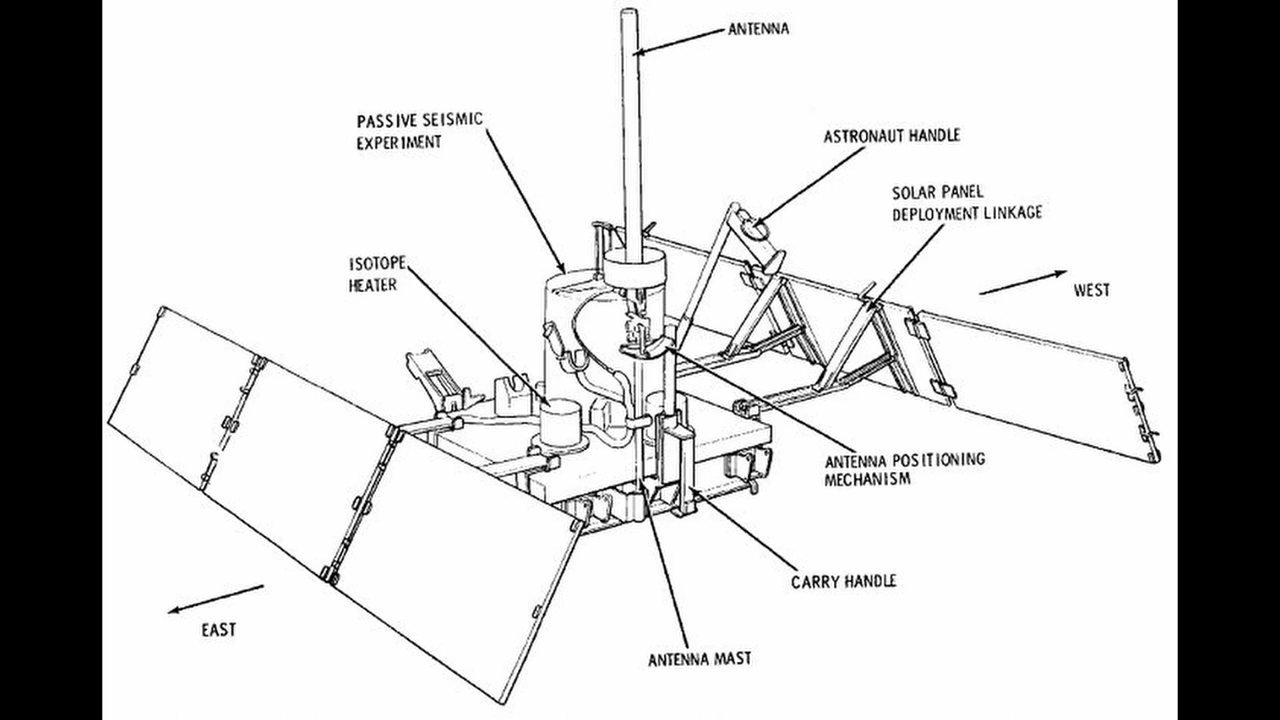 ANTENNA
PASSIVE SEISMIC
EXPERIMENT
ASTRONAUT HANDLE
SOLAR PANEL
DEPLOYMENT LINKAGE
ISOTOPE
HEATER
WEST
ANTENNA POSITIONING
MECHANISM
CARRY HANDLE
EAST
ANTENNA MAST